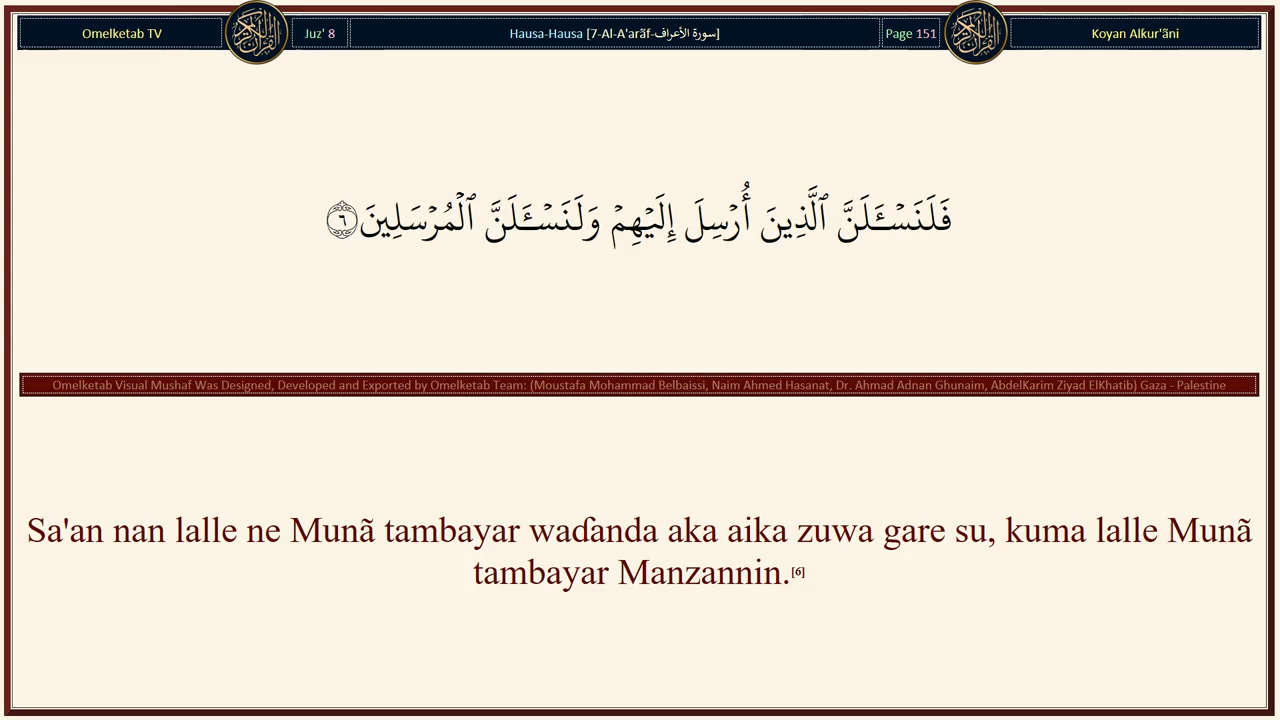 Omelketab TV
Juz' 8
Hausa-Hausa [7-Al-A'arãf-سورة الأعراف]
Page 151
Koyan Alƙur'ãni
فَلَنَسۡـَٔلَنَّ ٱلَّذِينَ أُرۡسِلَ إِلَيۡهِمۡ وَلَنَسۡـَٔلَنَّ ٱلۡمُرۡسَلِينَ ٦
Omelketab Visual Mushaf Was Designed, Developed and Exported by Omelketab Team: (Moustafa Mohammad Belbaissi, Naim Ahmed Hasanat, Dr. Ahmad Adnan Ghunaim, AbdelKarim Ziyad ElKhatib) Gaza - Palestine
Sa'an nan lalle ne Munã tambayar waɗanda aka aika zuwa gare su, kuma lalle Munã
tambayar Manzannin.[6]